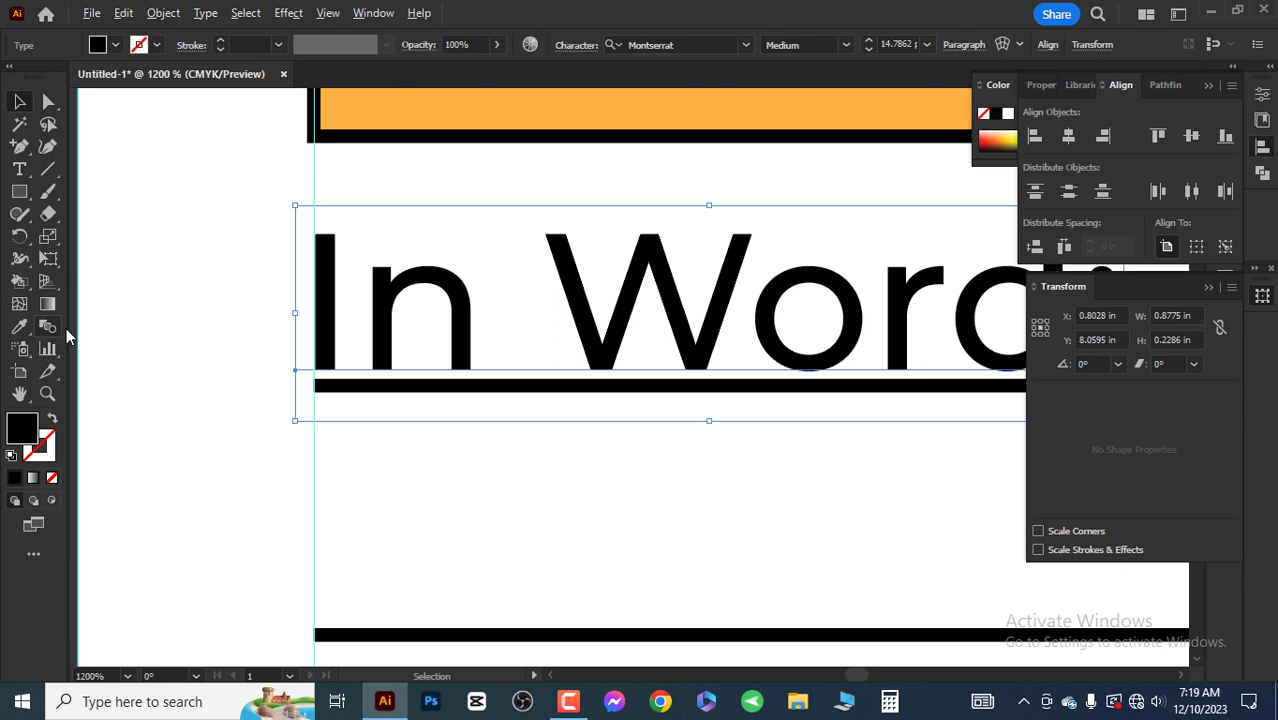 Ai File Edit Object Type Select Effect View Window Help Share
Type Stroke: Opacity: 100% Character: Montserrat Medium 14.7862 p Paragraph Align Transform
Untitled-1* @ 1200 % (CMYK/Preview)
Color Proper Librari Align Pathfin
Align Objects:
Distribute Objects:
Distribute Spacing: Align To:
0 in
In Word
Transform
X: 0.8028 in W: 0.8775 in
Y: 8.0595 in H: 0.2286 in
0° 0°
No Shape Properties
Scale Corners
Scale Strokes & Effects
Activate Windows
Go to Settings to activate Windows.
1200% 0° 1 Selection
Type here to search Ai Ps
7:19 AM
12/10/2023